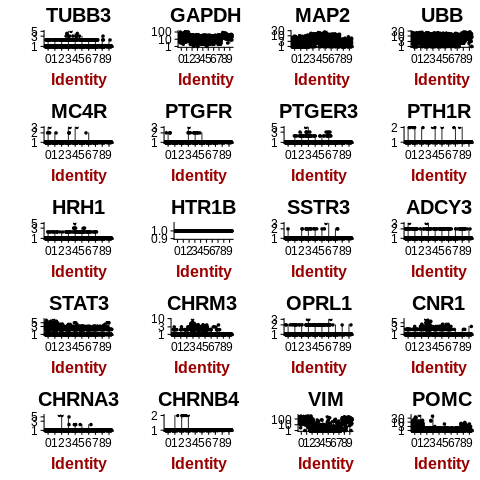 TUBB3 GAPDH MAP2 UBB
5 3 1 100 10 1 30 10 3 1 30 10 3 1
0123456789 0123456789 0123456789 0123456789
Identity Identity Identity Identity
MC4R PTGFR PTGER3 PTH1R
3 2 1 3 2 1 5 3 1 2 1
0123456789 0123456789 0123456789 0123456789
Identity Identity Identity Identity
HRH1 HTR1B SSTR3 ADCY3
5 3 1 1.0 0.9 3 2 1 3 2 1
0123456789 0123456789 0123456789 0123456789
Identity Identity Identity Identity
STAT3 CHRM3 OPRL1 CNR1
5 3 1 10 3 1 3 2 1 5 3 1
0123456789 0123456789 0123456789 0123456789
Identity Identity Identity Identity
CHRNA3 CHRNB4 VIM POMC
5 3 1 2 1 100 10 1 30 10 3 1
0123456789 0123456789 0123456789 0123456789
Identity Identity Identity Identity